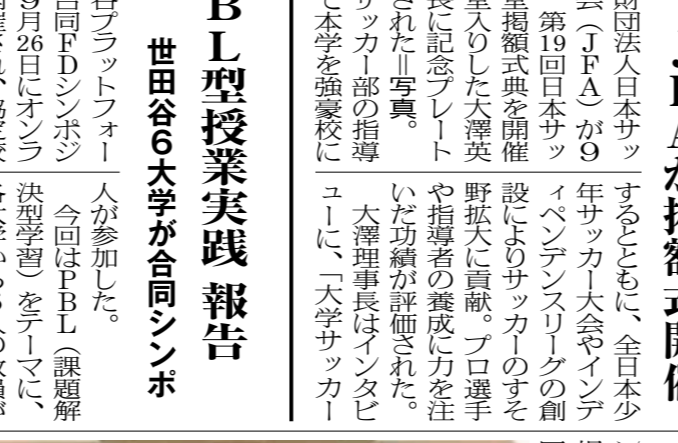 財団法人日本サッ
会（JFA）が9
第19回日本サッ
堂掲額式典を開催
堂入りした大澤英
長に記念プレート
された＝写真。
サッカー部の指導
て本学を強豪校に
するとともに、全日本少
年サッカー大会やインデ
ィペンデンスリーグの創
設によりサッカーのすそ
野拡大に貢献。プロ選手
や指導者の養成に力を注
いだ功績が評価された。
大澤理事長はインタビ
ューに、「大学サッカー
BL型授業実践 報告
世田谷6大学が合同シンポ
谷プラットフォー
合同FDシンポジ
9月26日にオンラ
人が参加した。
今回はPBL（課題解
決型学習）をテーマに、